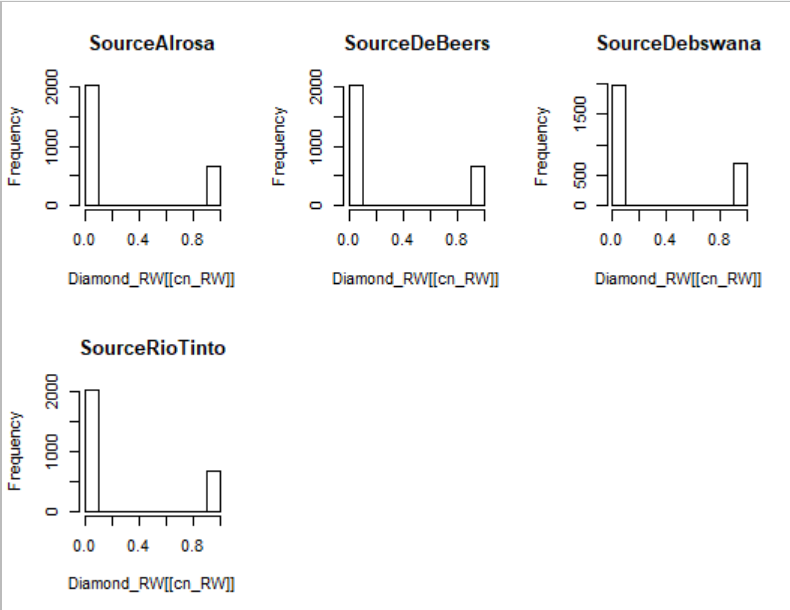 SourceAlrosa
Frequency
2000
1000
0
0.0 0.4 0.8
Diamond_RW[[cn_RW]]
SourceDeBeers
Frequency
2000
1000
0
0.0 0.4 0.8
Diamond_RW[[cn_RW]]
SourceDebswana
Frequency
1500
500
0
0.0 0.4 0.8
Diamond_RW[[cn_RW]]
SourceRioTinto
Frequency
2000
1000
0
0.0 0.4 0.8
Diamond_RW[[cn_RW]]